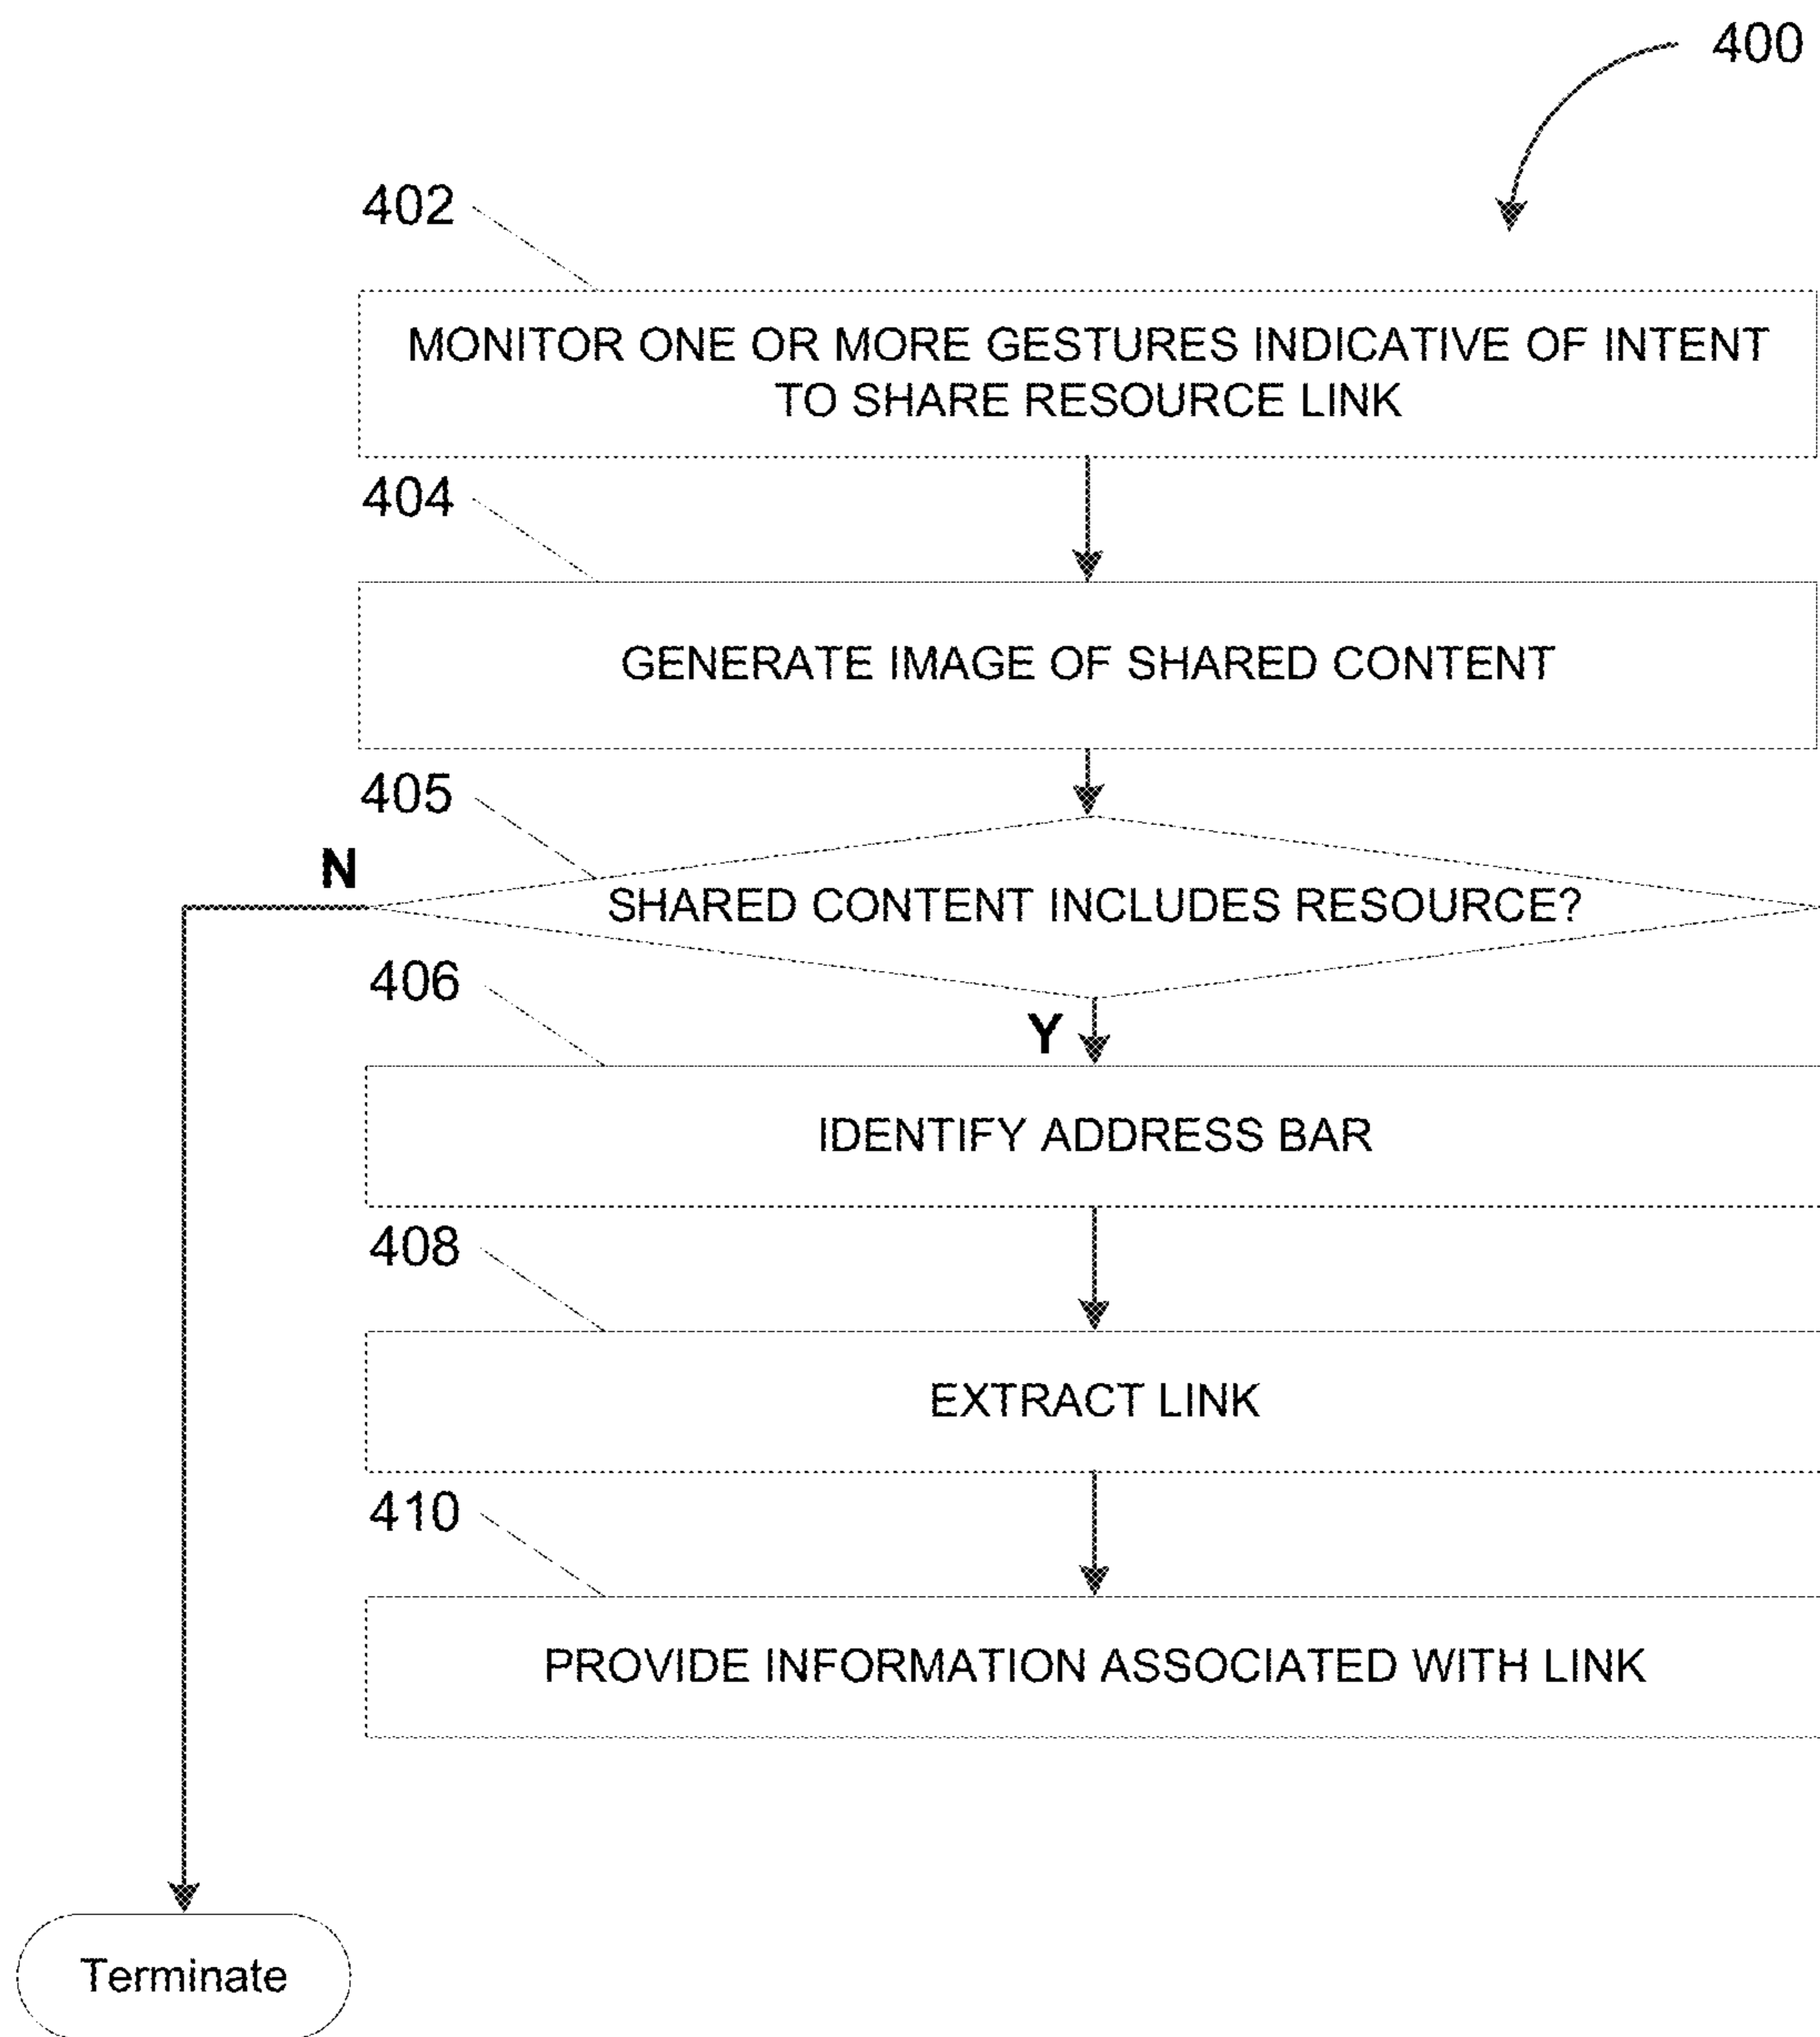 400
402
MONITOR ONE OR MORE GESTURES INDICATIVE OF INTENT
TO SHARE RESOURCE LINK
404
GENERATE IMAGE OF SHARED CONTENT
405
N
SHARED CONTENT INCLUDES RESOURCE?
406
Y
IDENTIFY ADDRESS BAR
408
EXTRACT LINK
410
PROVIDE INFORMATION ASSOCIATED WITH LINK
Terminate